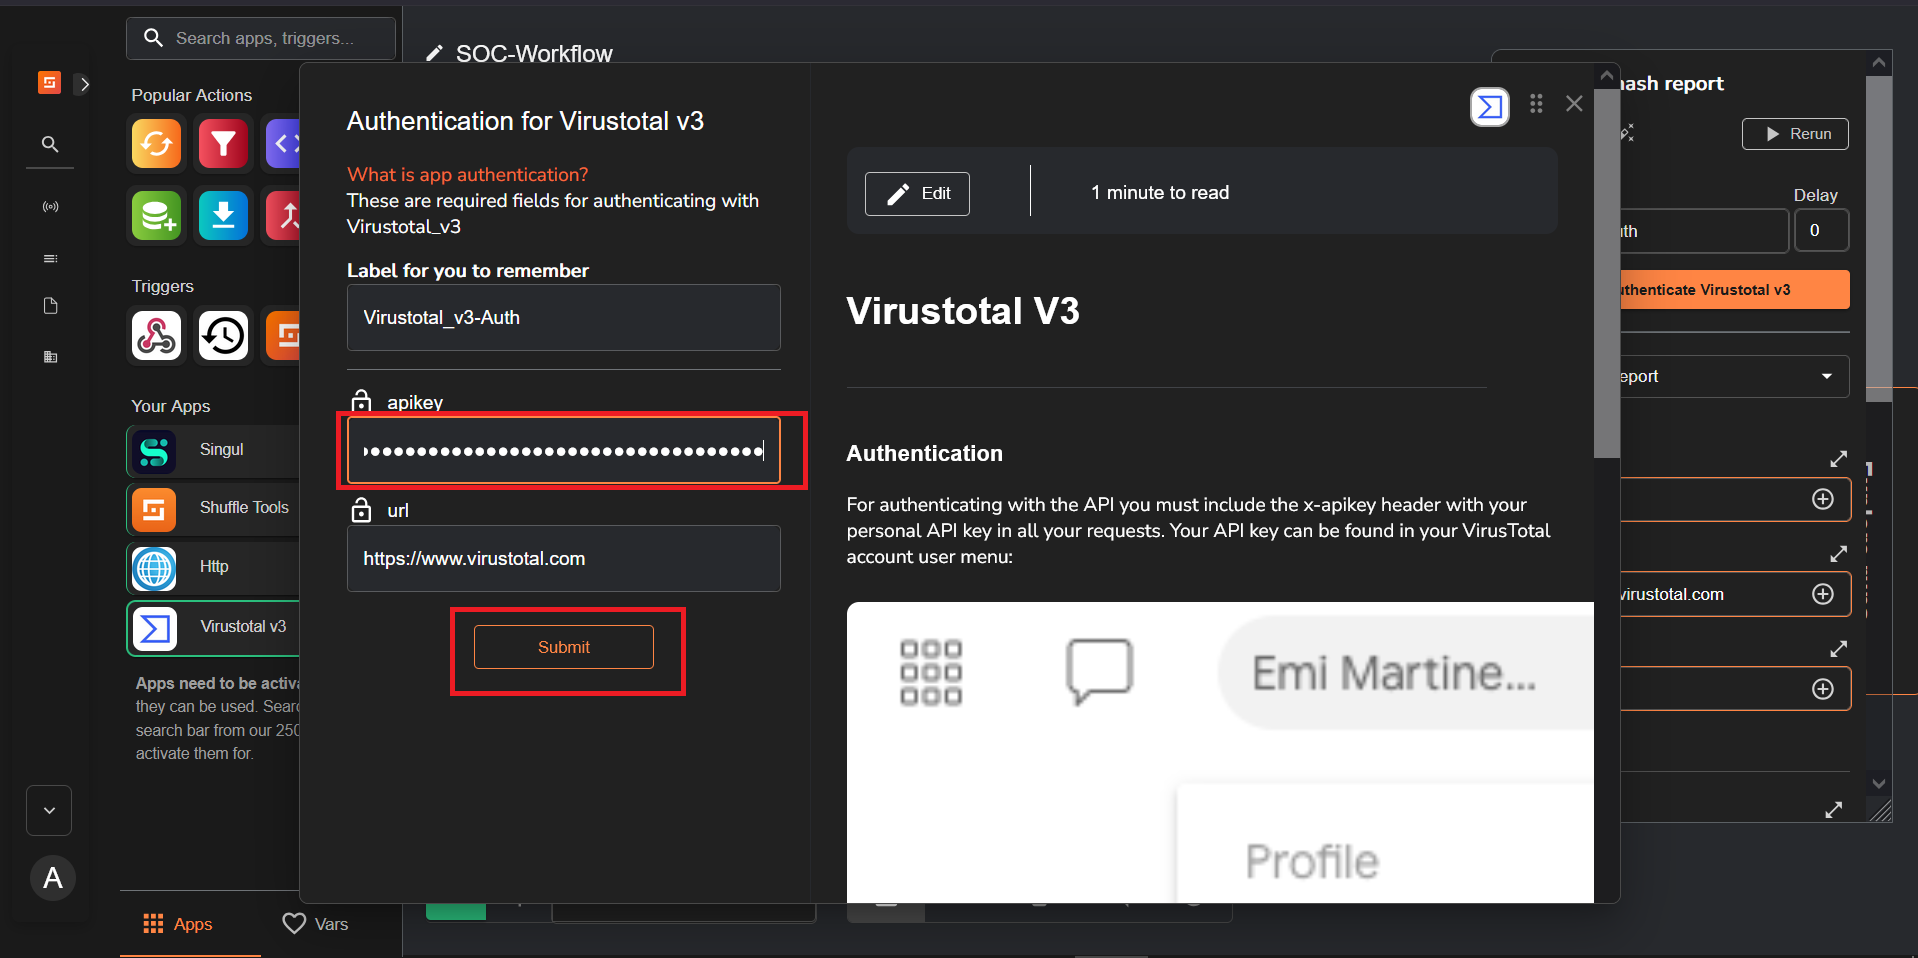 Search apps, triggers...
SOC-Workflow
Popular Actions
Triggers
Your Apps
Singul
Shuffle Tools
Http
Virustotal v3
Apps need to be activa
they can be used. Searc
search bar from our 250
activate them for.
A
Apps
Vars
Authentication for Virustotal v3
What is app authentication?
These are required fields for authenticating with
Virustotal_v3
Label for you to remember
Virustotal_v3-Auth
apikey
url
https://www.virustotal.com
Submit
Edit
1 minute to read
Virustotal V3
Authentication
For authenticating with the API you must include the x-apikey header with your
personal API key in all your requests. Your API key can be found in your VirusTotal
account user menu:
Emi Martine...
Profile
hash report
Rerun
Delay
uth
0
uthenticate Virustotal v3
eport
virustotal.com